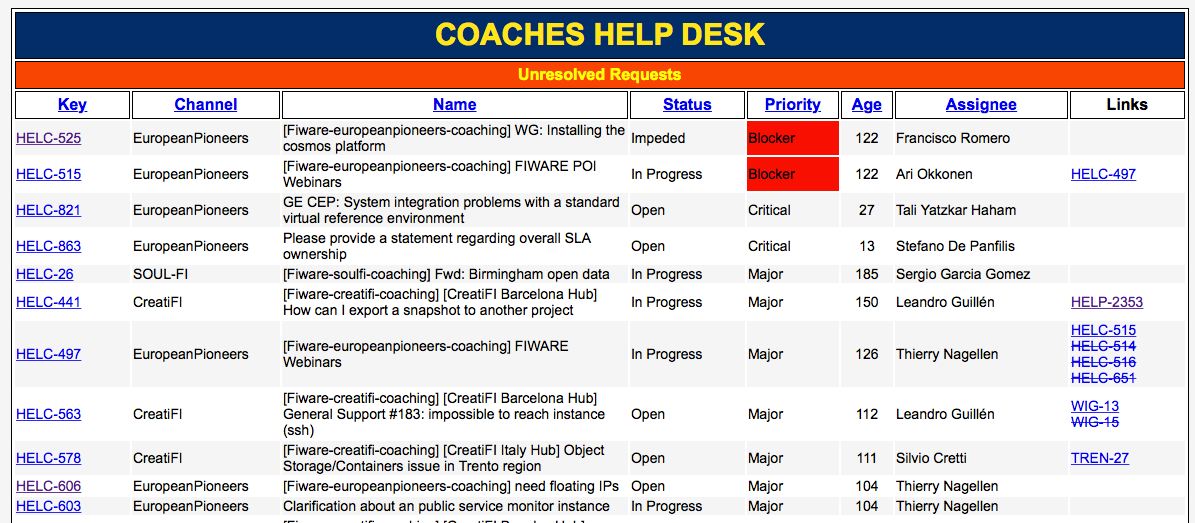 COACHES HELP DESK
Unresolved Requests
Key Channel Name Status Priority Age Assignee Links
HELC-525 EuropeanPioneers [Fiware-europeanpioneers-coaching] WG: Installing the
cosmos platform Impeded Blocker 122 Francisco Romero
HELC-515 EuropeanPioneers [Fiware-europeanpioneers-coaching] FIWARE POI
Webinars In Progress Blocker 122 Ari Okkonen HELC-497
HELC-821 EuropeanPioneers GE CEP: System integration problems with a standard
virtual reference environment Open Critical 27 Tali Yatzkar Haham
HELC-863 EuropeanPioneers Please provide a statement regarding overall SLA
ownership Open Critical 13 Stefano De Panfilis
HELC-26 SOUL-FI [Fiware-soulfi-coaching] Fwd: Birmingham open data In Progress Major 185 Sergio Garcia Gomez
HELC-441 CreatiFI [Fiware-creatifi-coaching] [CreatiFI Barcelona Hub]
How can I export a snapshot to another project In Progress Major 150 Leandro Guillén HELP-2353
HELC-497 EuropeanPioneers [Fiware-europeanpioneers-coaching] FIWARE
Webinars In Progress Major 126 Thierry Nagellen HELC-515
HELC-514
HELC-516
HELC-651
HELC-563 CreatiFI [Fiware-creatifi-coaching] [CreatiFI Barcelona Hub]
General Support #183: impossible to reach instance
(ssh) Open Major 112 Leandro Guillén WIG-13
WIG-15
HELC-578 CreatiFI [Fiware-creatifi-coaching] [CreatiFI Italy Hub] Object
Storage/Containers issue in Trento region Open Major 111 Silvio Cretti TREN-27
HELC-606 EuropeanPioneers [Fiware-europeanpioneers-coaching] need floating IPs Open Major 104 Thierry Nagellen
HELC-603 EuropeanPioneers Clarification about an public service monitor instance In Progress Major 104 Thierry Nagellen